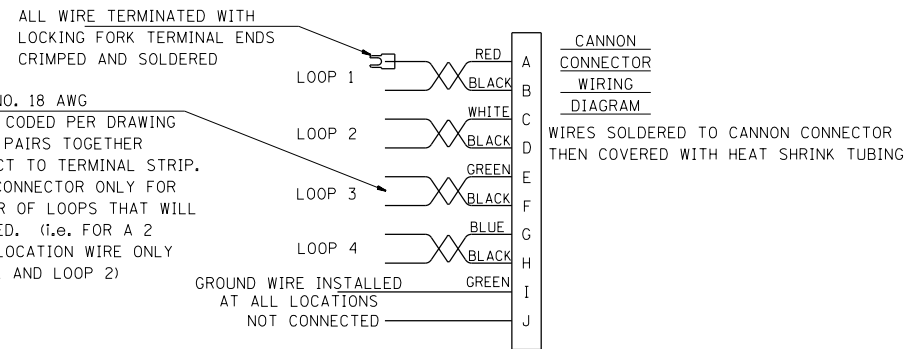 ALL WIRE TERMINATED WITH
LOCKING FORK TERMINAL ENDS
CRIMPED AND SOLDERED
NO. 18 AWG
CODED PER DRAWING
PAIRS TOGETHER
CT TO TERMINAL STRIP.
CONNECTOR ONLY FOR
R OF LOOPS THAT WILL
ED. (i.e. FOR A 2
LOCATION WIRE ONLY
AND LOOP 2)
LOOP 1
RED
BLACK
LOOP 2
WHITE
BLACK
LOOP 3
GREEN
BLACK
LOOP 4
BLUE
BLACK
GROUND WIRE INSTALLED
AT ALL LOCATIONS
GREEN
NOT CONNECTED
A
B
C
D
E
F
G
H
I
J
CANNON
CONNECTOR
WIRING
DIAGRAM
WIRES SOLDERED TO CANNON CONNECTOR
THEN COVERED WITH HEAT SHRINK TUBING